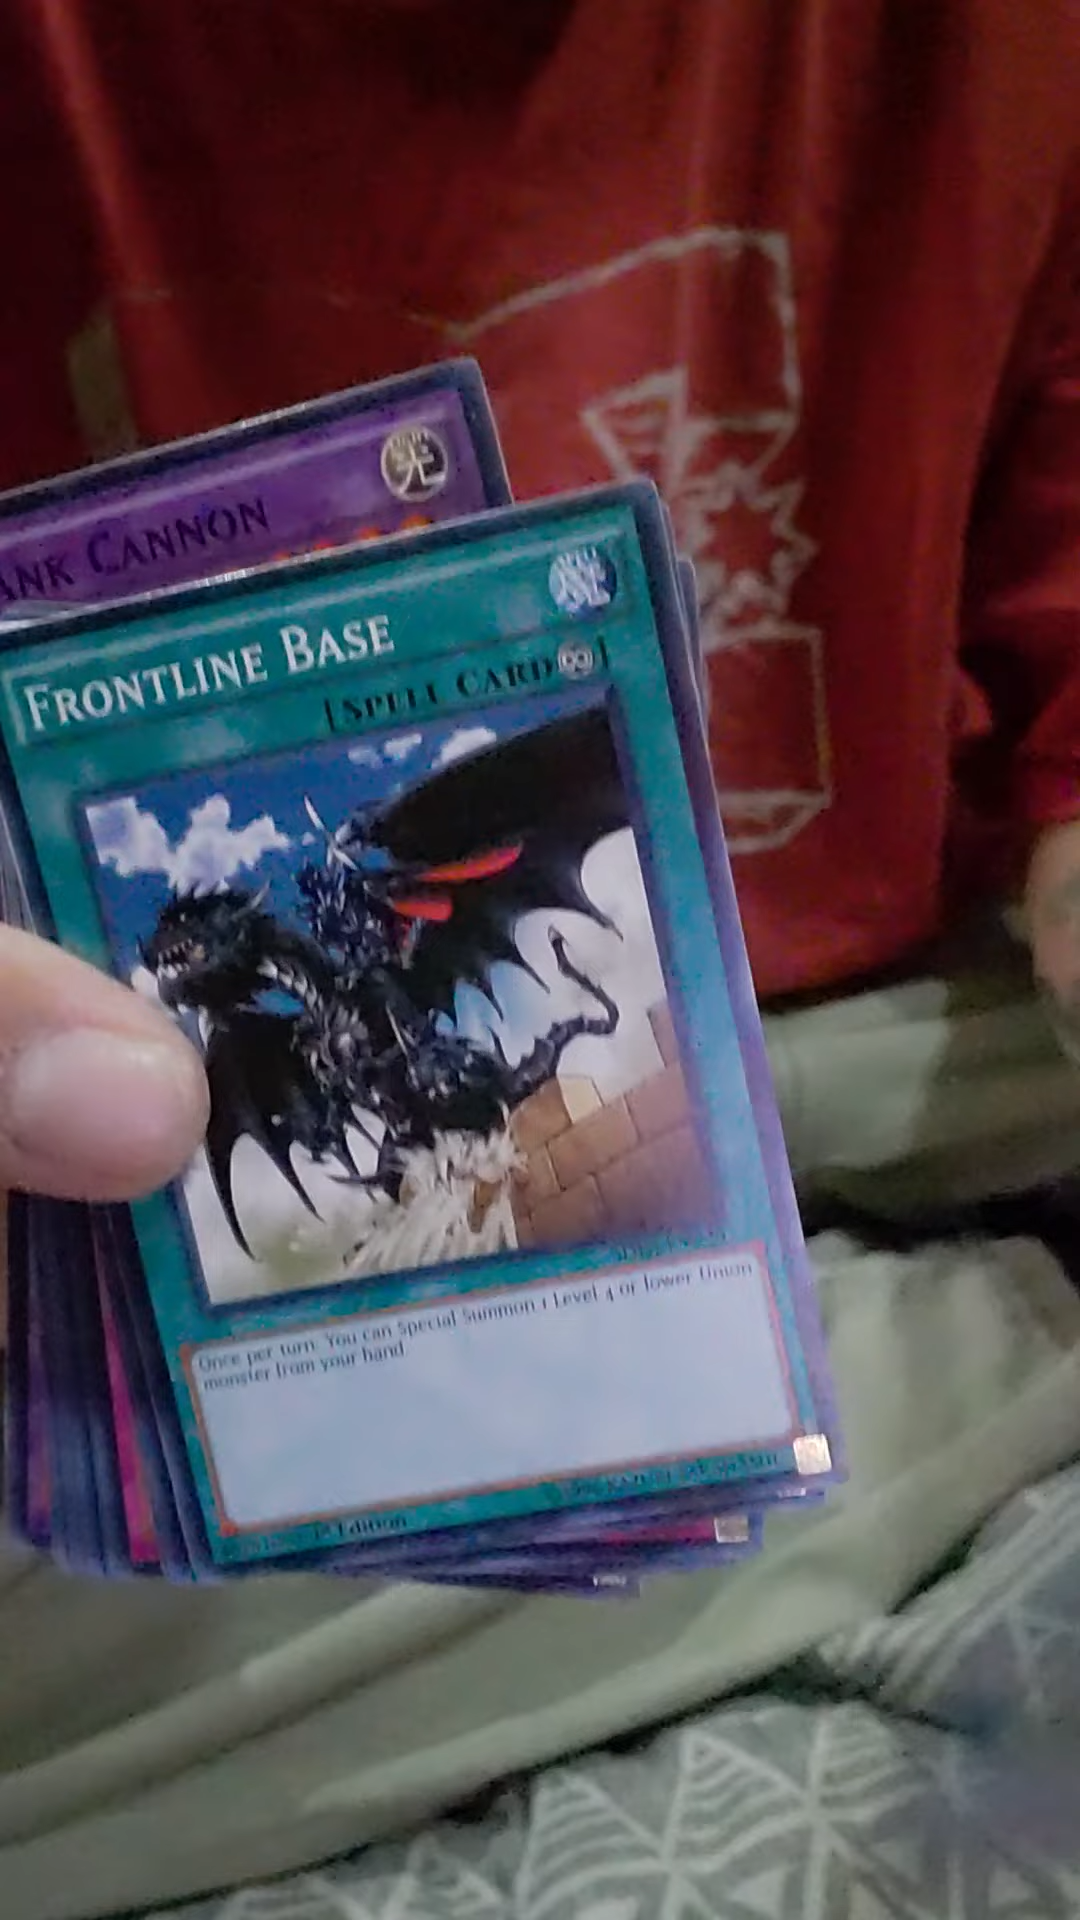 ANK CANNON
光
FRONTLINE BASE
[SPELL CARD
Once per turn: You can Special Summon 1 Level 4 or lower Union
monster from your hand.
1st Edition